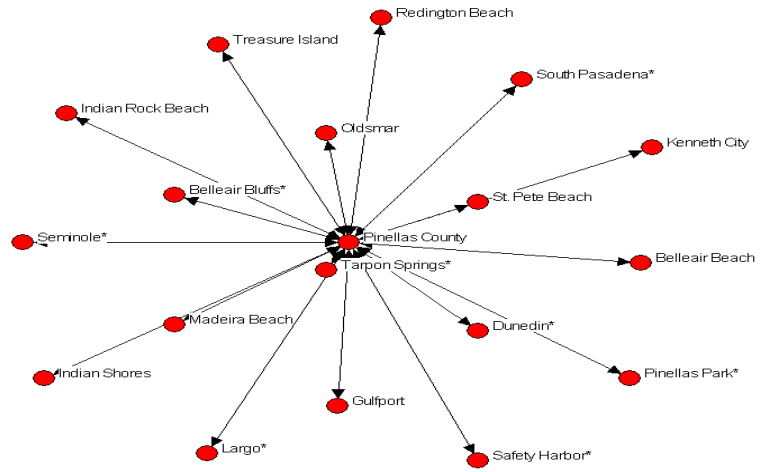 Redington Beach
Treasure Island
South Pasadena*
Indian Rock Beach
Oldsmar
Kenneth City
Belleair Bluffs*
St. Pete Beach
Seminole*
Pinellas County
Belleair Beach
Tarpon Springs*
Madeira Beach
Dunedin*
Indian Shores
Pinellas Park*
Gulfport
Largo*
Safety Harbor*